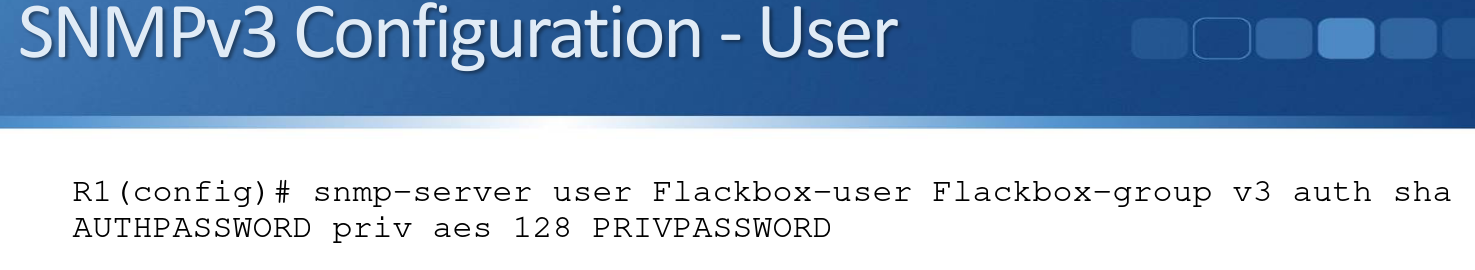 SNMPv3 Configuration - User
R1(config)# snmp-server user Flackbox-user Flackbox-group v3 auth sha
AUTHPASSWORD priv aes 128 PRIVPASSWORD